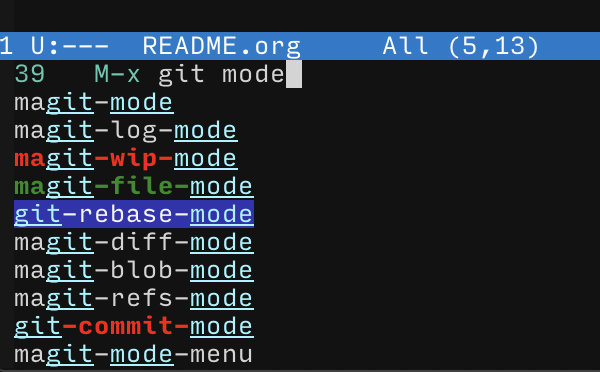 1 U:--- README.org All (5,13)
39 M-x git mode
magit-mode
magit-log-mode
magit-wip-mode
magit-file-mode
git-rebase-mode
magit-diff-mode
magit-blob-mode
magit-refs-mode
git-commit-mode
magit-mode-menu